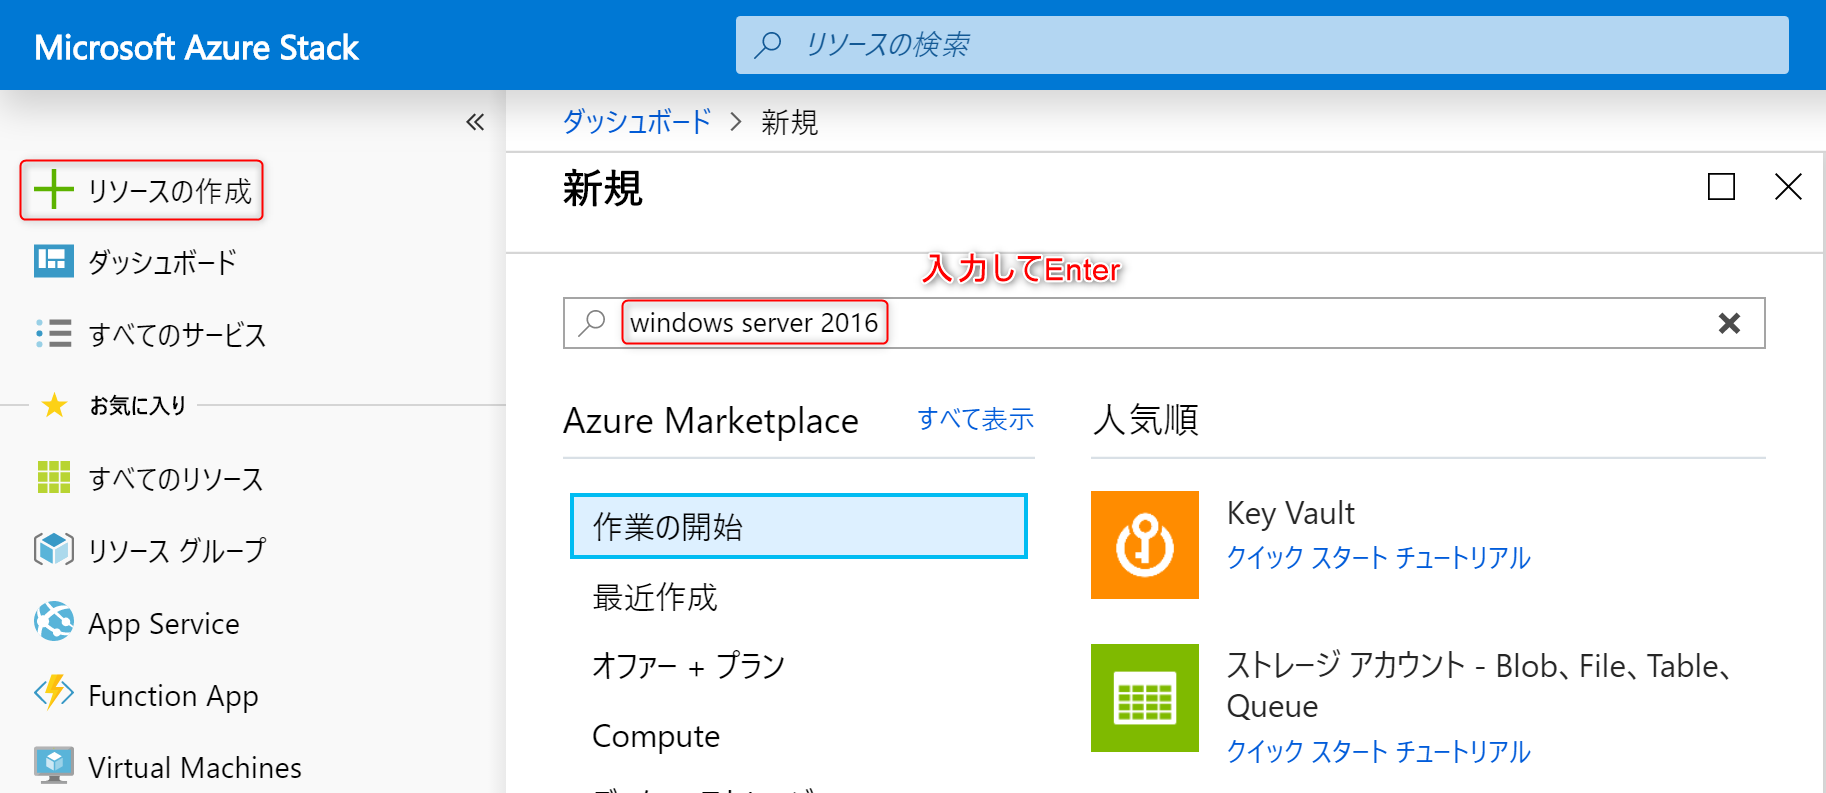 Microsoft Azure Stack
リソースの検索
«
ダッシュボード > 新規
リソースの作成
新規
ダッシュボード
入力してEnter
すべてのサービス
windows server 2016
お気に入り
Azure Marketplace
すべて表示
人気順
すべてのリソース
作業の開始
Key Vault
クイック スタート チュートリアル
リソース グループ
最近作成
App Service
オファー + プラン
ストレージ アカウント - Blob、File、Table、
Queue
クイック スタート チュートリアル
Function App
Compute
Virtual Machines